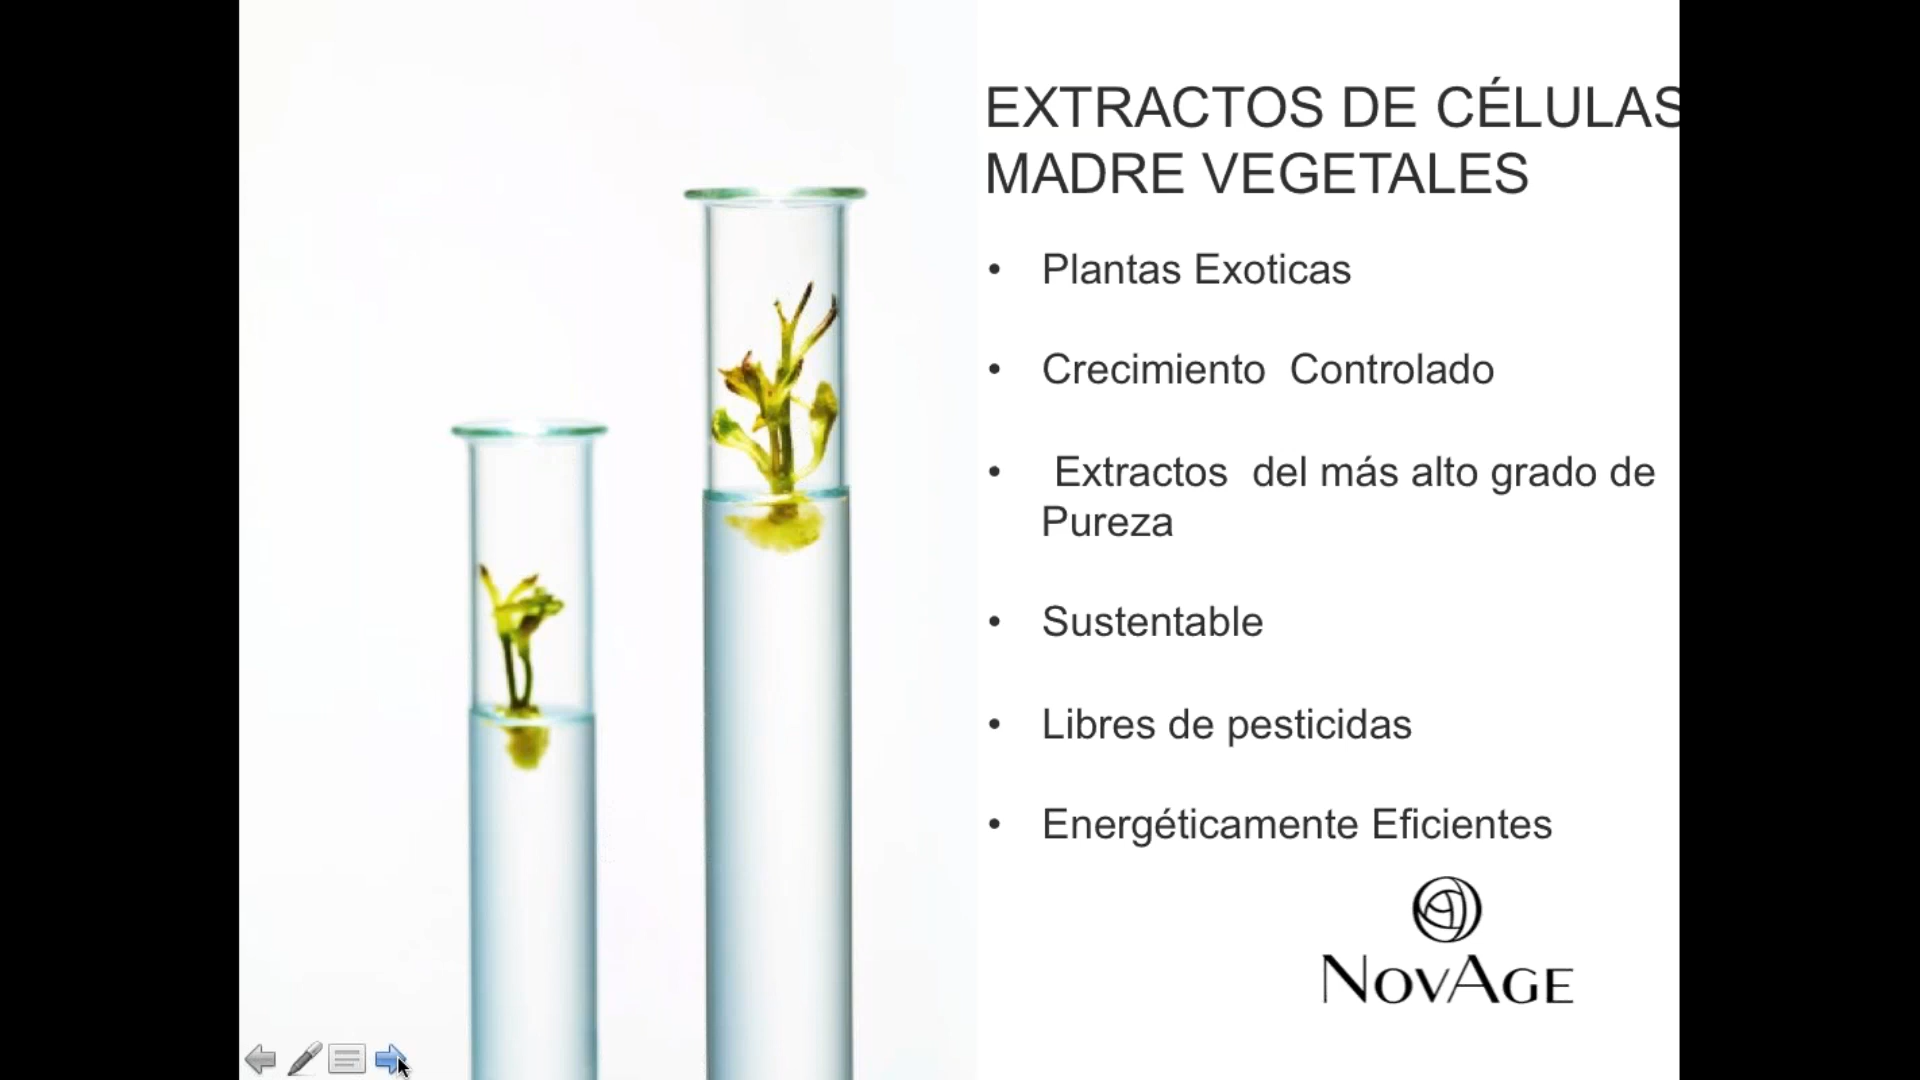 EXTRACTOS DE CÉLULAS
MADRE VEGETALES
• Plantas Exoticas
• Crecimiento Controlado
• Extractos del más alto grado de
Pureza
• Sustentable
• Libres de pesticidas
• Energéticamente Eficientes
NOVAGE